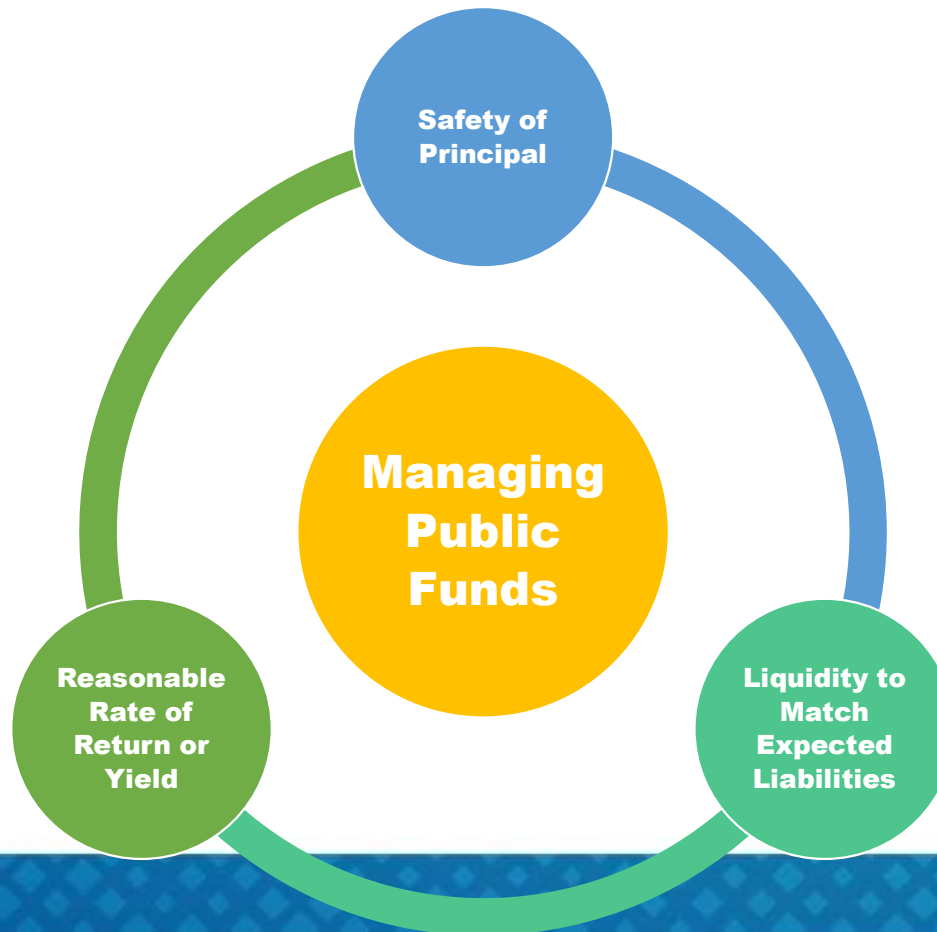 Safety of
Principal
Managing
Public
Funds
Reasonable
Rate of
Return or
Yield
Liquidity to
Match
Expected
Liabilities